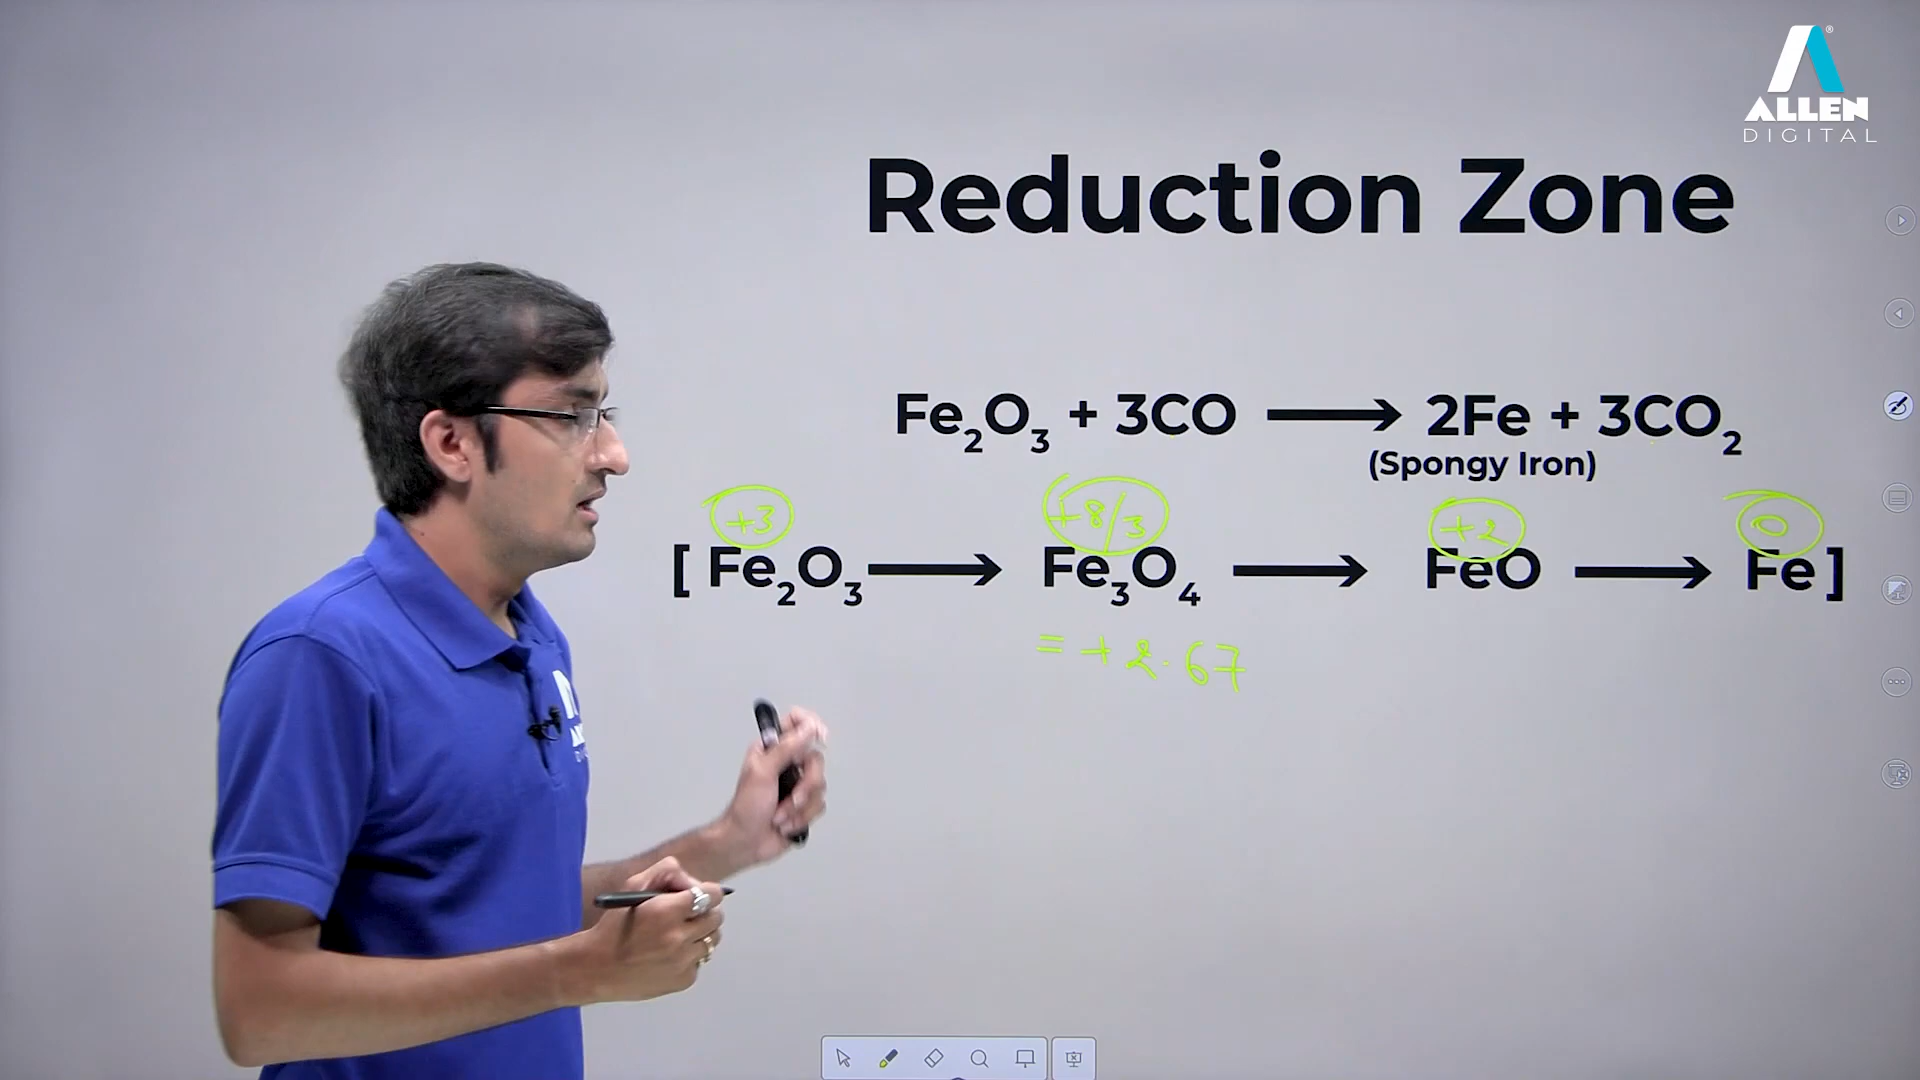 ALLEN
DIGITAL
Reduction Zone
Fe₂O₃ + 3CO ⟶ 2Fe + 3CO₂
(Spongy Iron)
+3 +8/3 +2 0
[ Fe₂O₃ ⟶ Fe₃O₄ ⟶ FeO ⟶ Fe ]
= +2.67